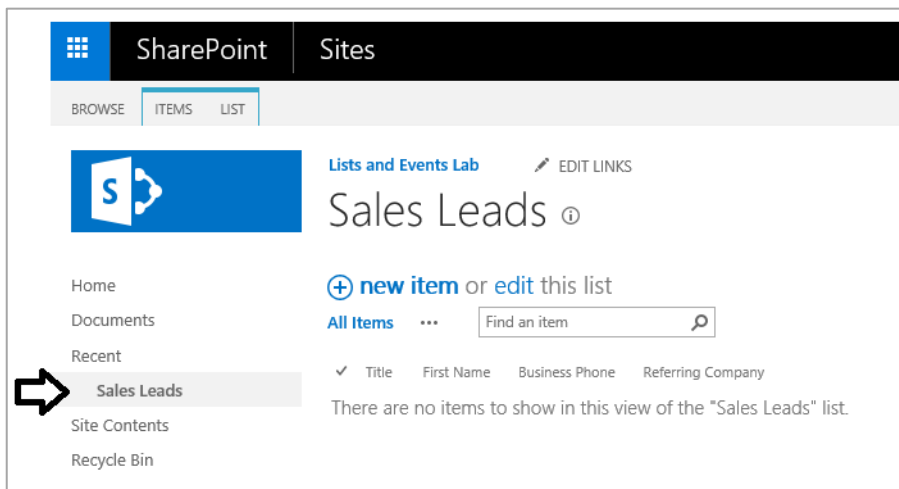 SharePoint Sites
BROWSE ITEMS LIST
S
Lists and Events Lab EDIT LINKS
Sales Leads
Home
Documents
Recent
Sales Leads
Site Contents
Recycle Bin
new item or edit this list
All Items ••• Find an item
Title First Name Business Phone Referring Company
There are no items to show in this view of the "Sales Leads" list.